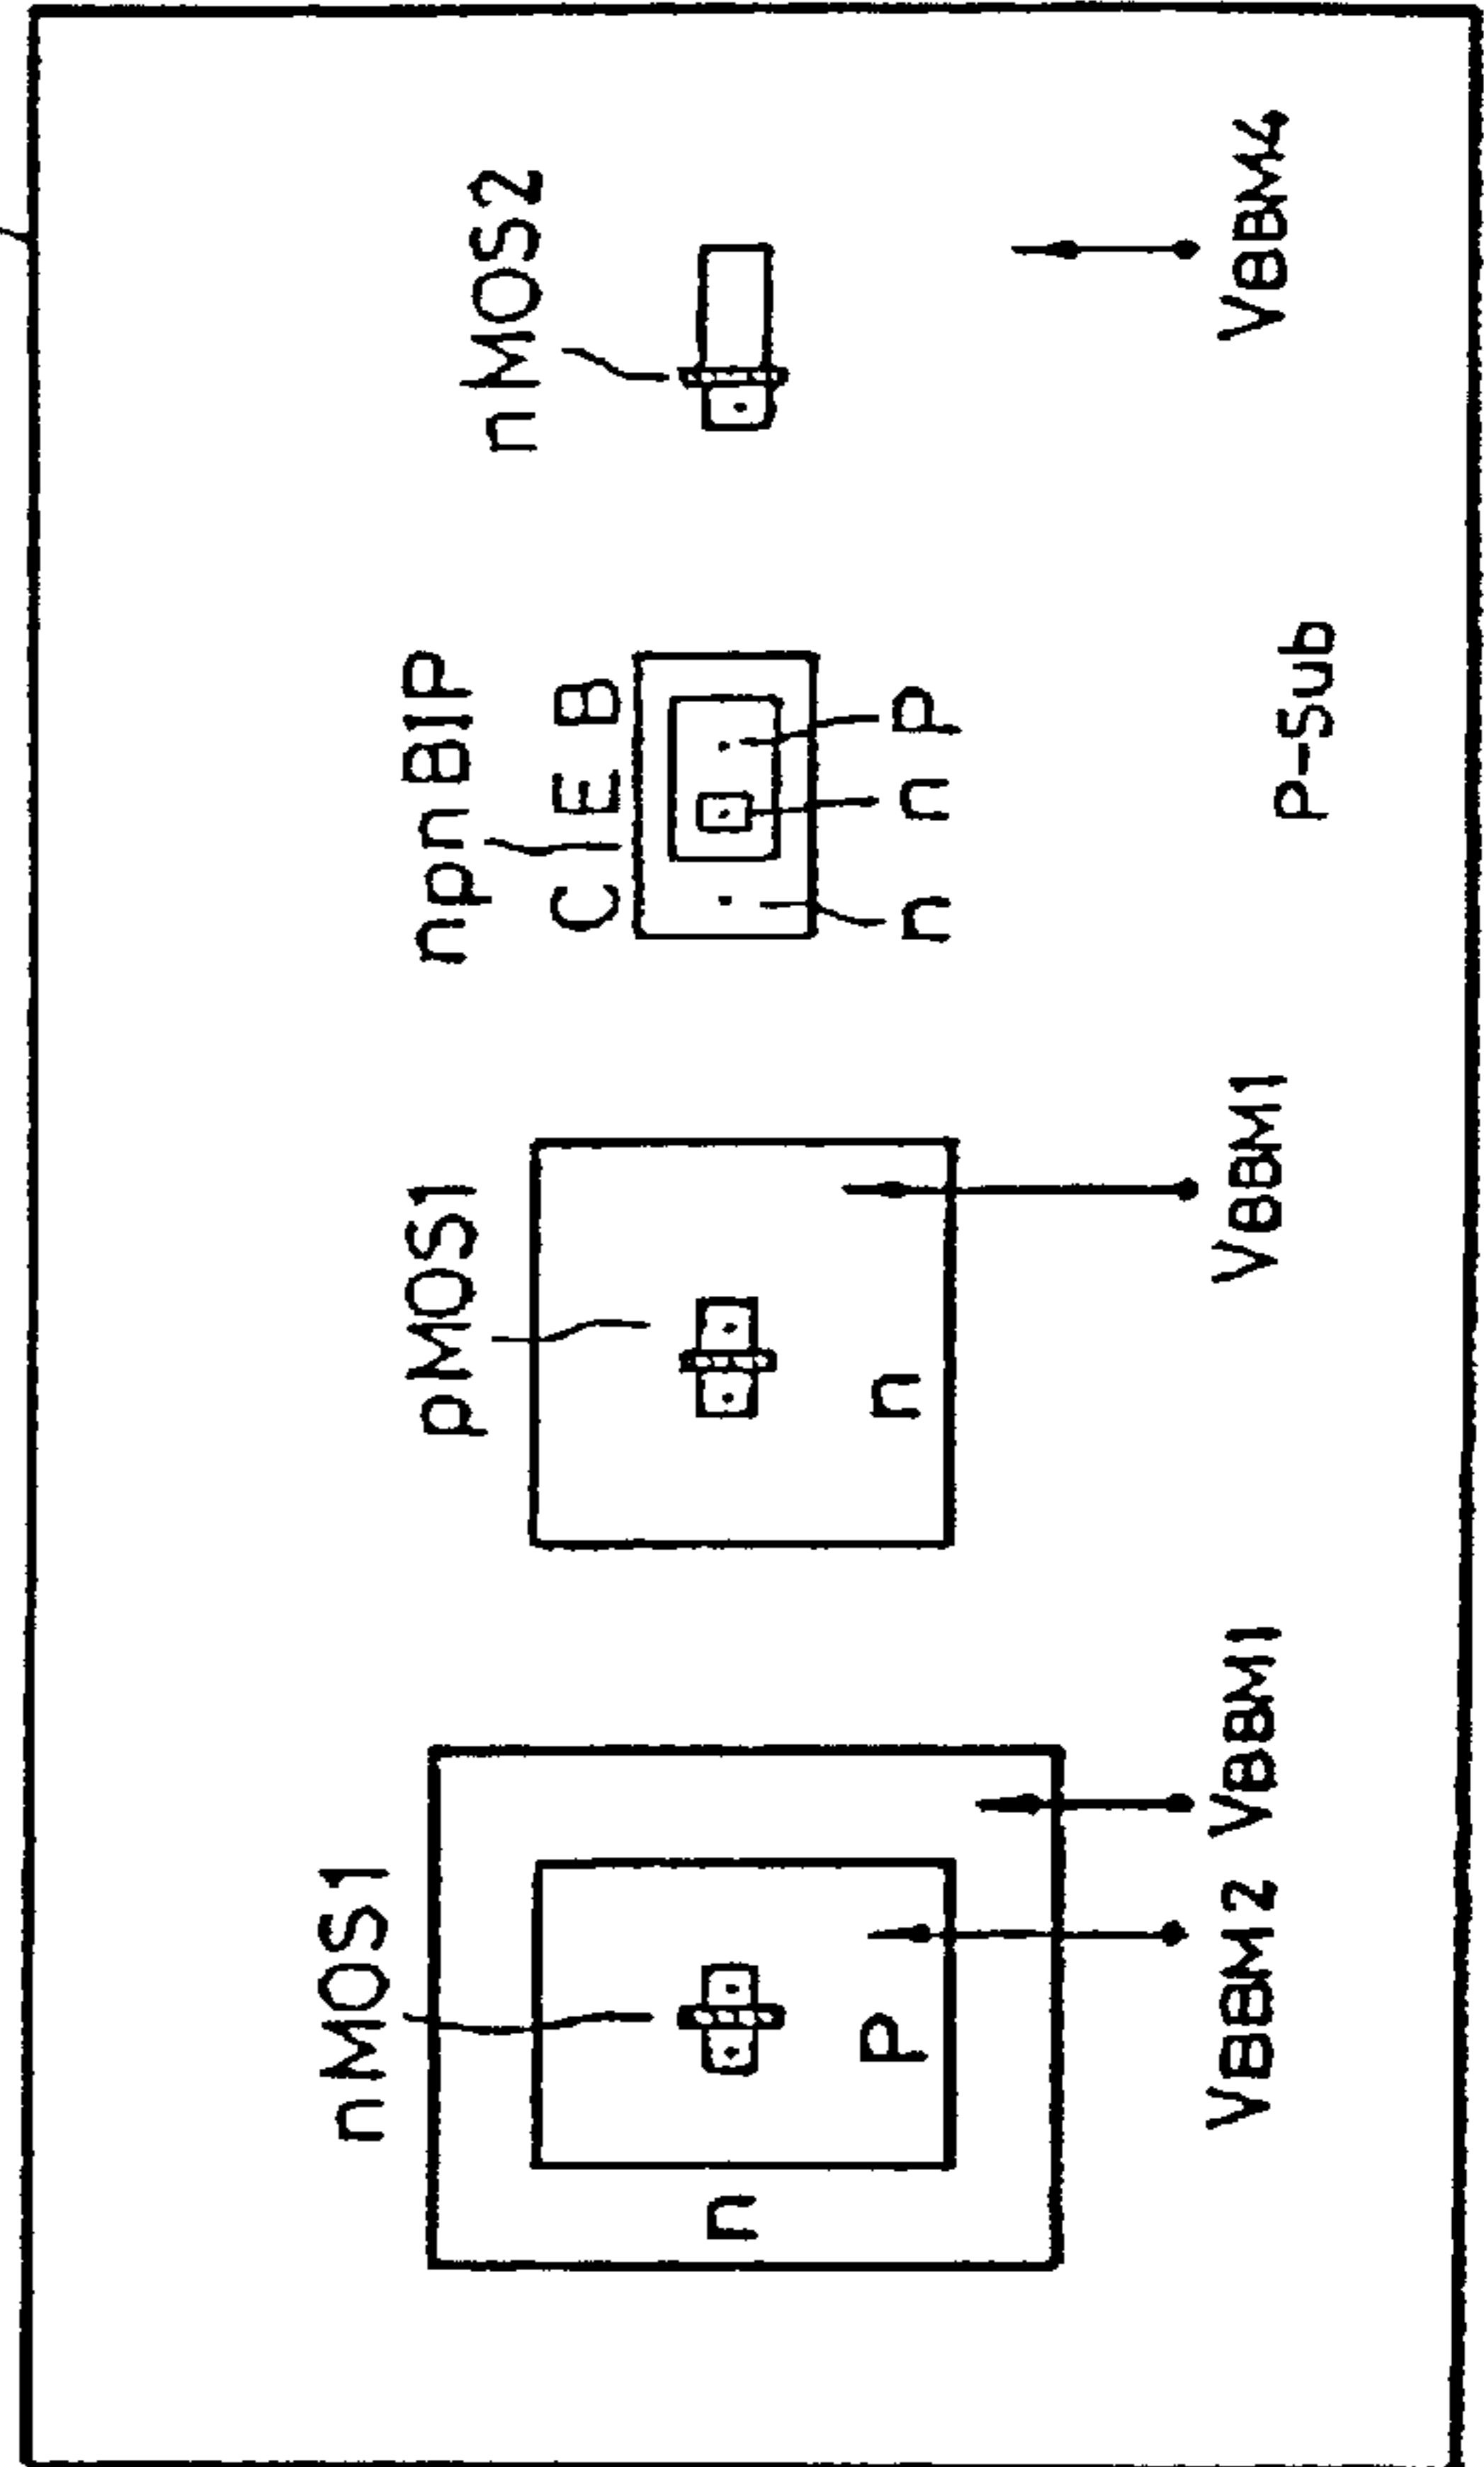 nMOS1
pMOS1
npnBIP
nMOS2
C E B
n
P
n
n
n
P
VBBM2
VBBM1
VBBM1
P-Sub
VBBM4